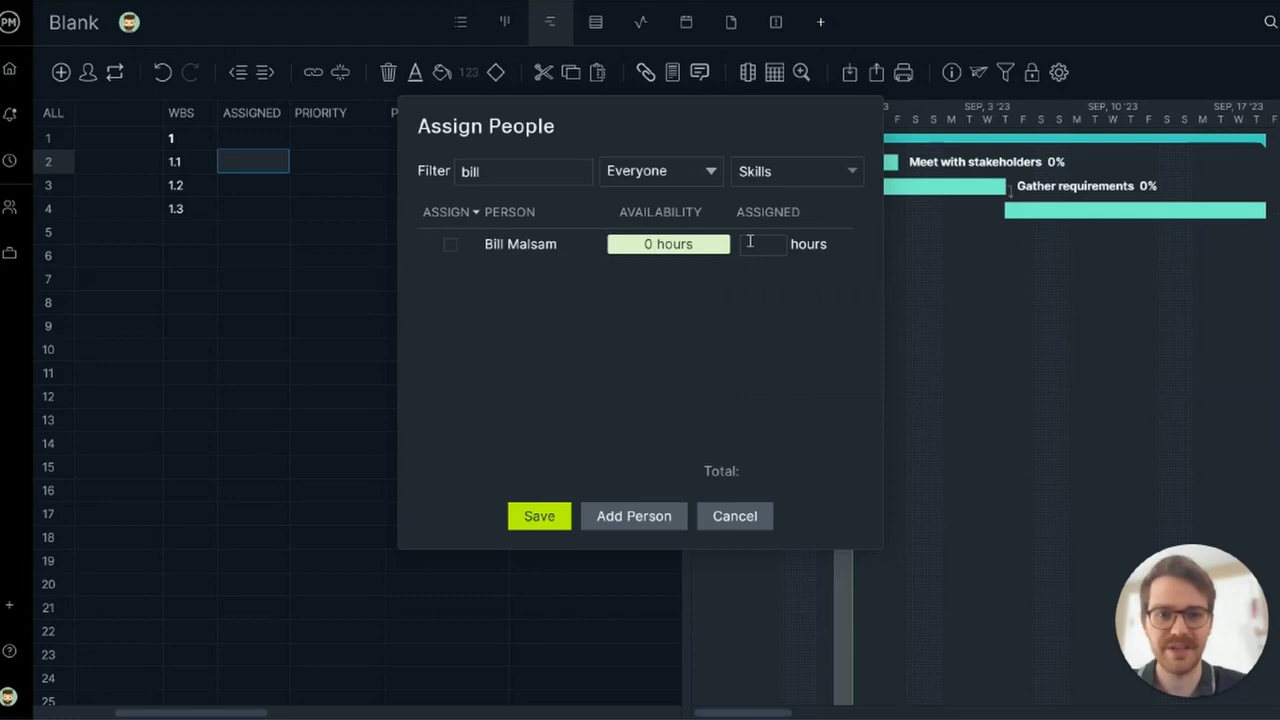 PM
Blank
123
ALL
WBS
ASSIGNED
PRIORITY
P
1
1
2
1.1
3
1.2
4
1.3
5
6
7
8
9
10
11
12
13
14
15
16
17
18
19
20
21
22
23
24
25
Assign People
Filter bill Everyone Skills
ASSIGN PERSON AVAILABILITY ASSIGNED
Bill Malsam 0 hours hours
Total:
Save Add Person Cancel
3 SEP, 3 '23 SEP, 10 '23 SEP, 17 '23
F S S M T W T F S S M T W T F S S M T W T F
Meet with stakeholders 0%
Gather requirements 0%